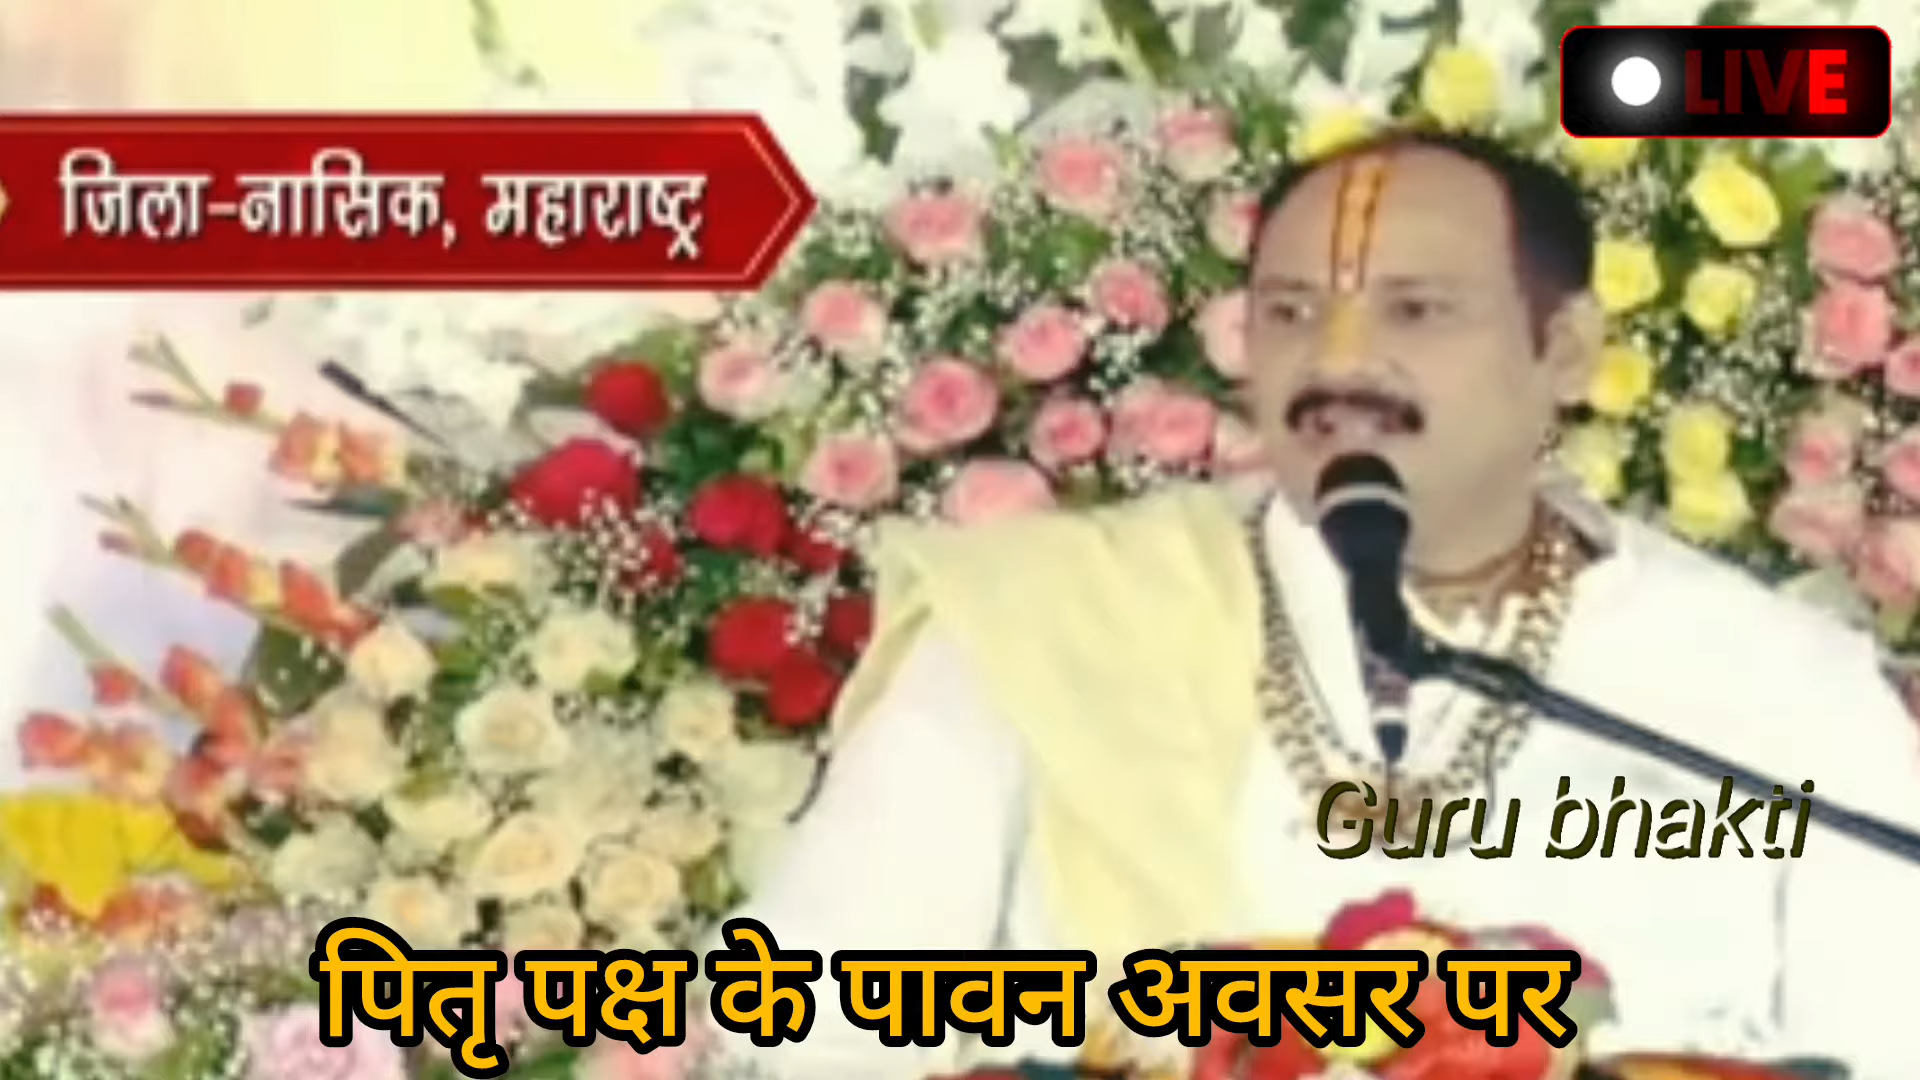 LIVE
जिला-नासिक, महाराष्ट्र
Guru bhakti
पितृ पक्ष के पावन अवसर पर